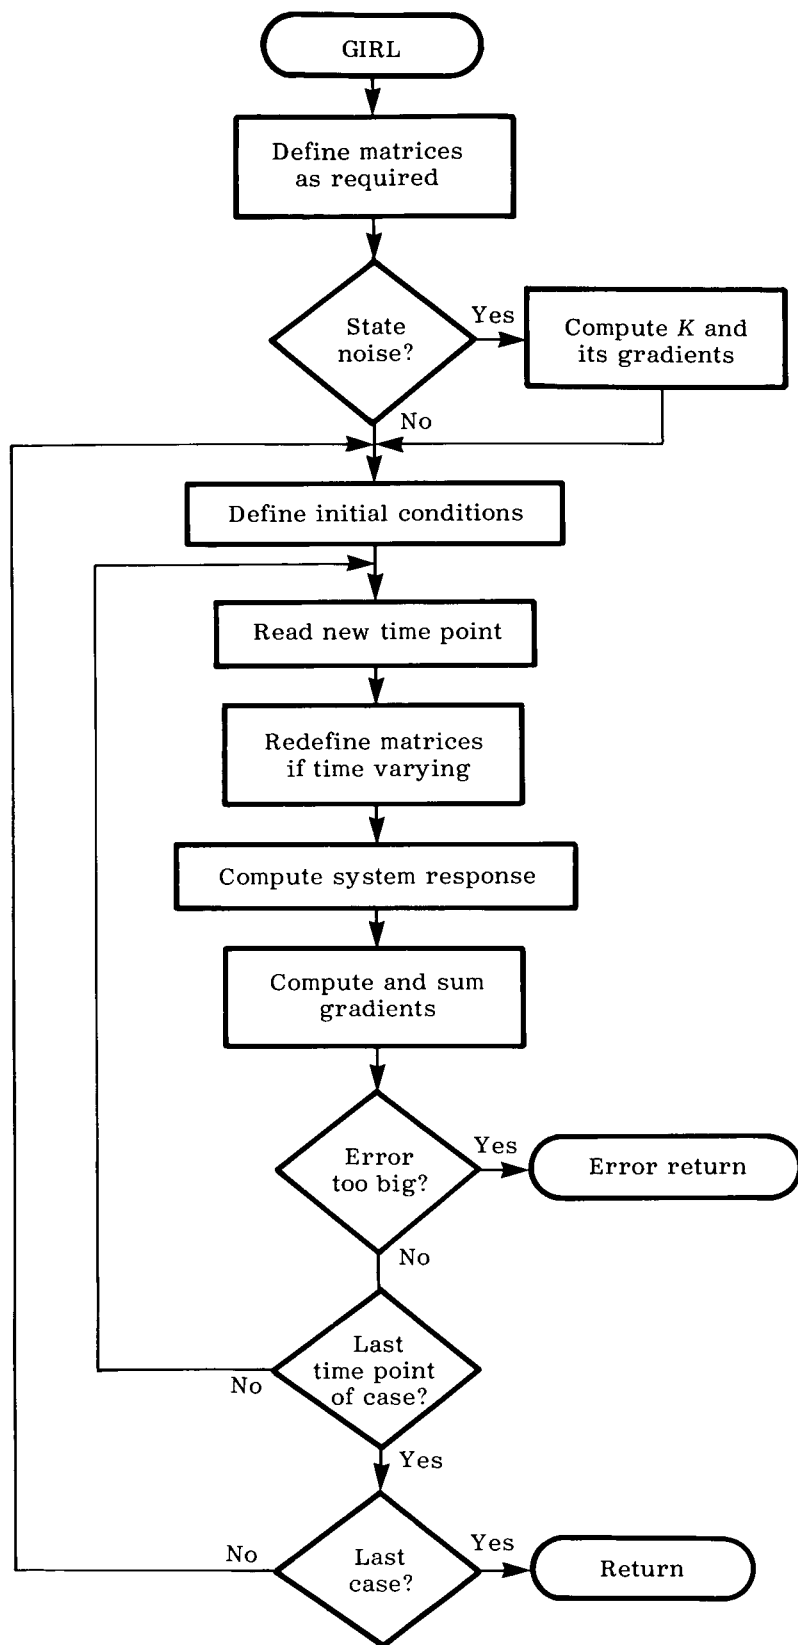 GIRL
Define matrices
as required
State
noise?
Yes
Compute K and
its gradients
No
Define initial conditions
Read new time point
Redefine matrices
if time varying
Compute system response
Compute and sum
gradients
Error
too big?
Yes
Error return
No
Last
time point
of case?
No
Yes
Last
case?
No
Yes
Return